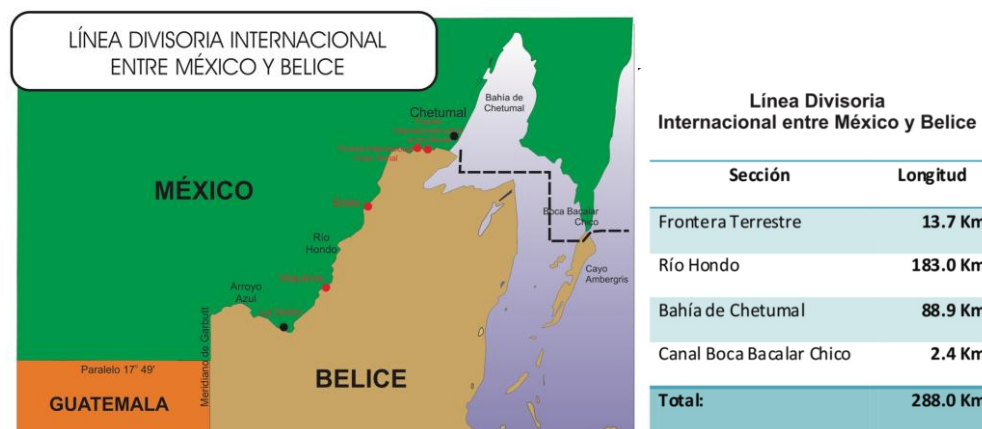 LÍNEA DIVISORIA INTERNACIONAL
ENTRE MÉXICO Y BELICE
Bahía de
Chetumal
Chetumal
MÉXICO
Boca Bacalar
Chico
Río
Hondo
Cayo
Ambergris
Arroyo
Azul
La Unión
Meridiano de Garbutt
Paralelo 17° 49'
GUATEMALA
BELICE
Línea Divisoria
Internacional entre México y Belice
Sección Longitud
Frontera Terrestre 13.7 Km
Río Hondo 183.0 Km
Bahía de Chetumal 88.9 Km
Canal Boca Bacalar Chico 2.4 Km
Total: 288.0 Km